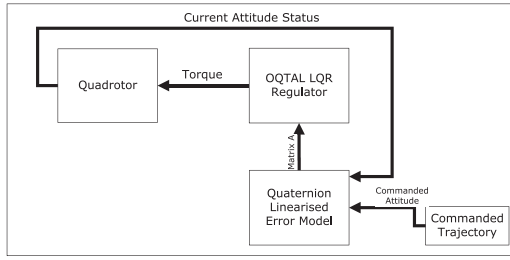 Current Attitude Status
Quadrotor
Torque
OQTAL LQR
Regulator
Matrix A
Quaternion
Linearised
Error Model
Commanded
Attitude
Commanded
Trajectory